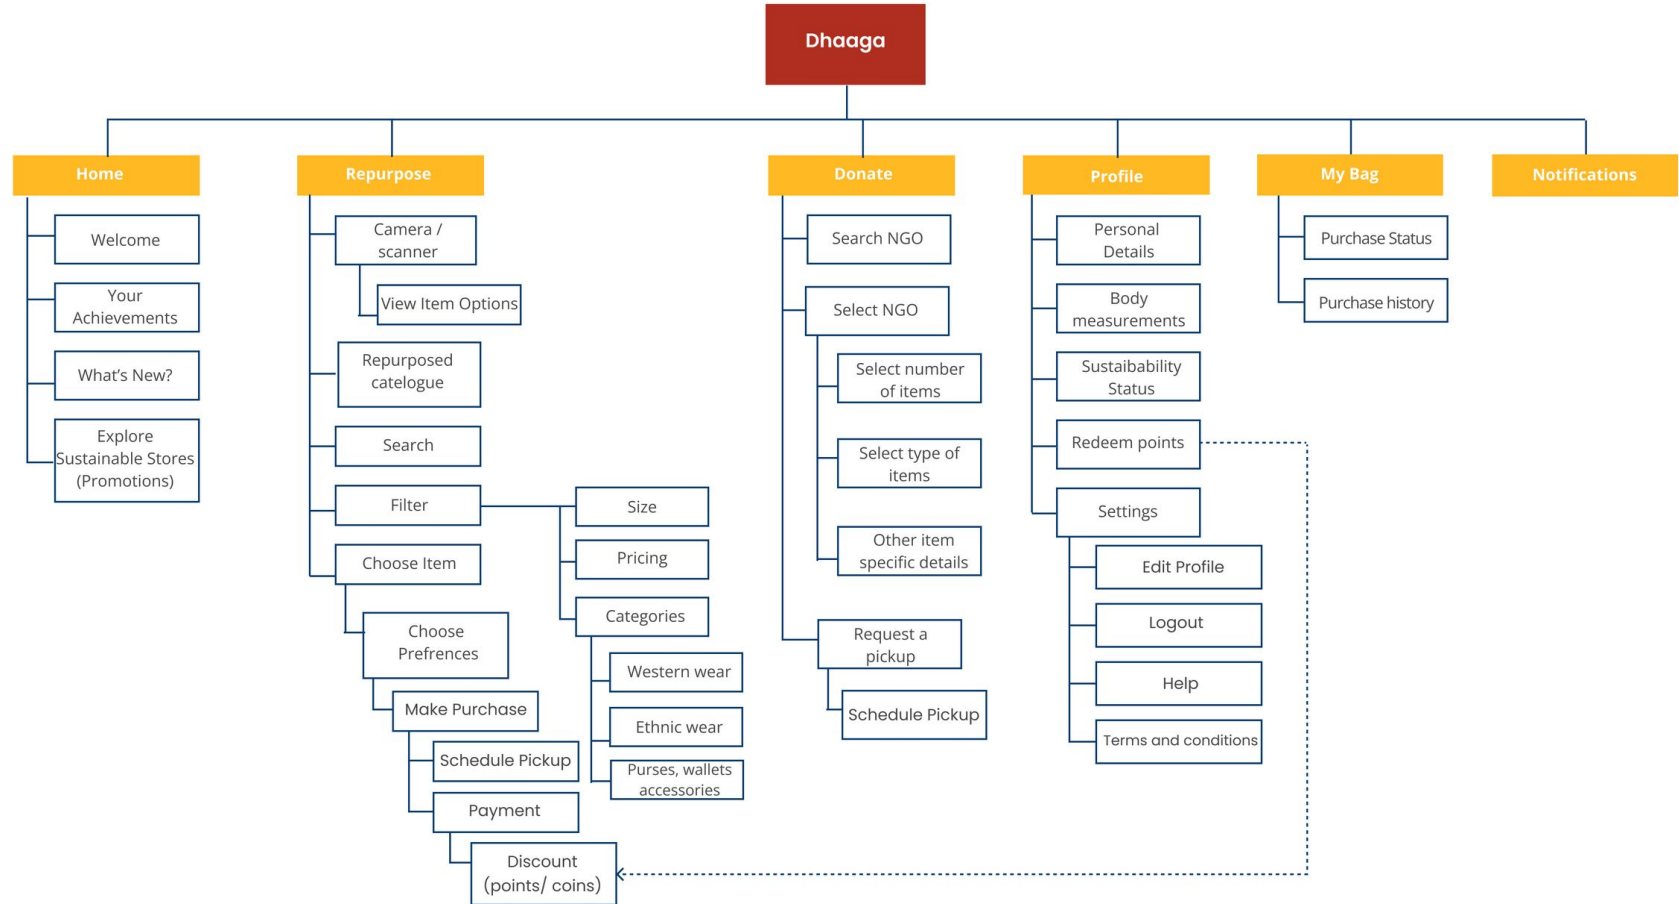 Dhaaga
Home
Welcome
Your
Achievements
What's New?
Explore
Sustainable Stores
(Promotions)
Repurpose
Camera /
scanner
View Item Options
Repurposed
catelogue
Search
Filter
Size
Pricing
Categories
Western wear
Ethnic wear
Purses, wallets
accessories
Choose Item
Choose
Prefrences
Make Purchase
Schedule Pickup
Payment
Discount
(points/ coins)
Donate
Search NGO
Select NGO
Select number
of items
Select type of
items
Other item
specific details
Request a
pickup
Schedule Pickup
Profile
Personal
Details
Body
measurements
Sustaibability
Status
Redeem points
Settings
Edit Profile
Logout
Help
Terms and conditions
My Bag
Purchase Status
Purchase history
Notifications